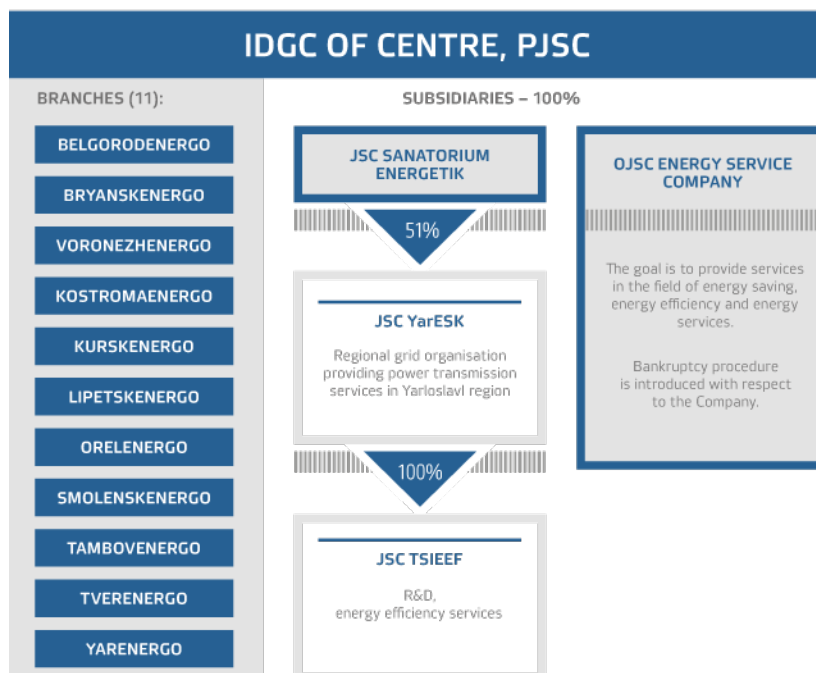 IDGC OF CENTRE, PJSC
BRANCHES (11):
BELGORODENERGO
BRYANSKENERGO
VORONEZHENERGO
KOSTROMAENERGO
KURSKENERGO
LIPETSKENERGO
ORELENERGO
SMOLENSKENERGO
TAMBOVENERGO
TVERENERGO
YARENERGO
SUBSIDIARIES – 100%
JSC SANATORIUM
ENERGETIK
51%
JSC YarESK
Regional grid organisation
providing power transmission
services in Yarloslavl region
100%
JSC TSIEEF
R&D,
energy efficiency services
OJSC ENERGY SERVICE
COMPANY
The goal is to provide services
in the field of energy saving,
energy efficiency and energy
services.
Bankruptcy procedure
is introduced with respect
to the Company.